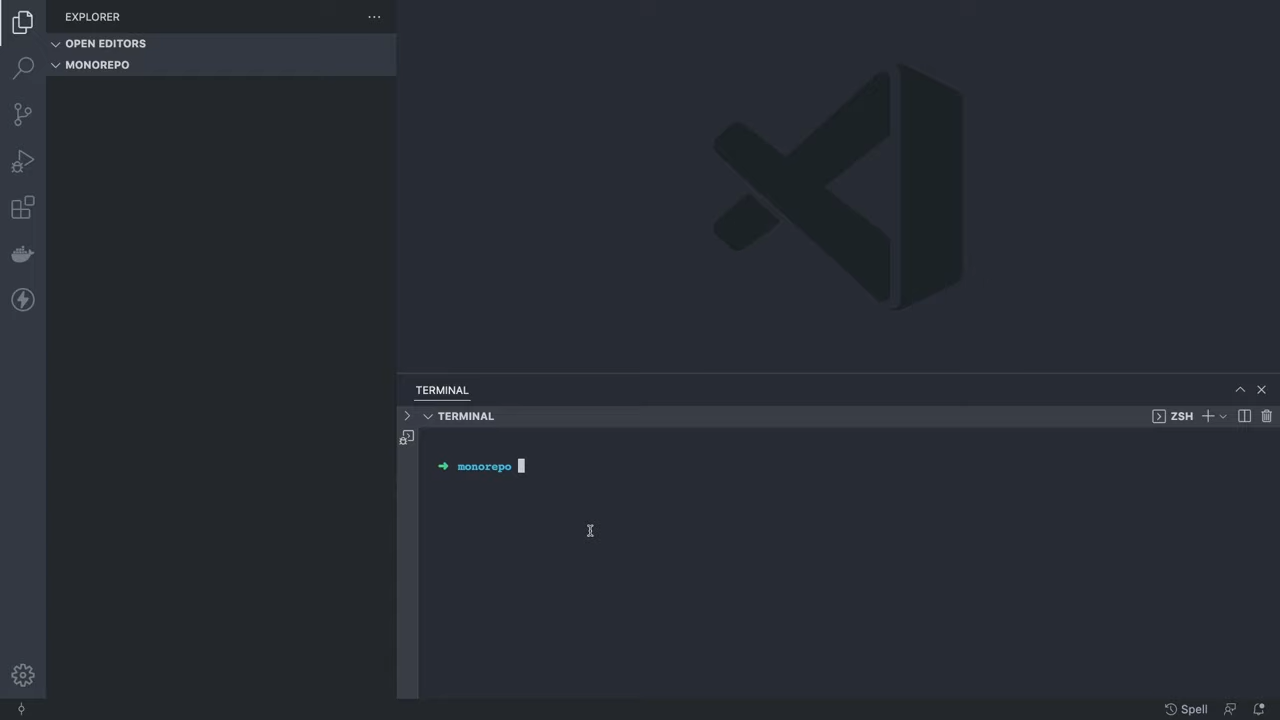 EXPLORER
OPEN EDITORS
MONOREPO
TERMINAL
TERMINAL
ZSH
monorepo
Spell